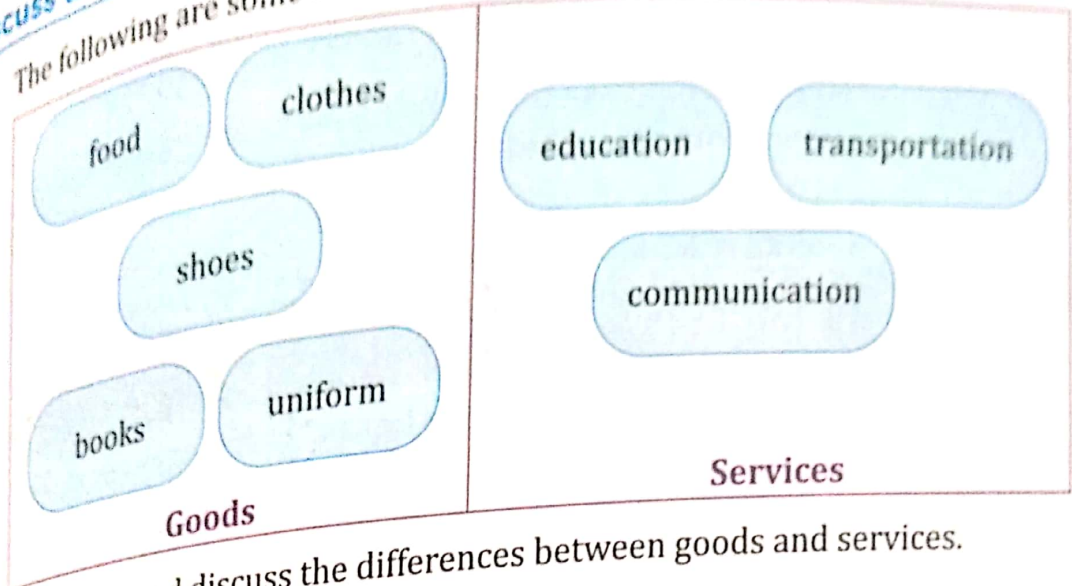 The following are
food
clothes
shoes
books
uniform
Goods
education
transportation
communication
Services
discuss the differences between goods and services.